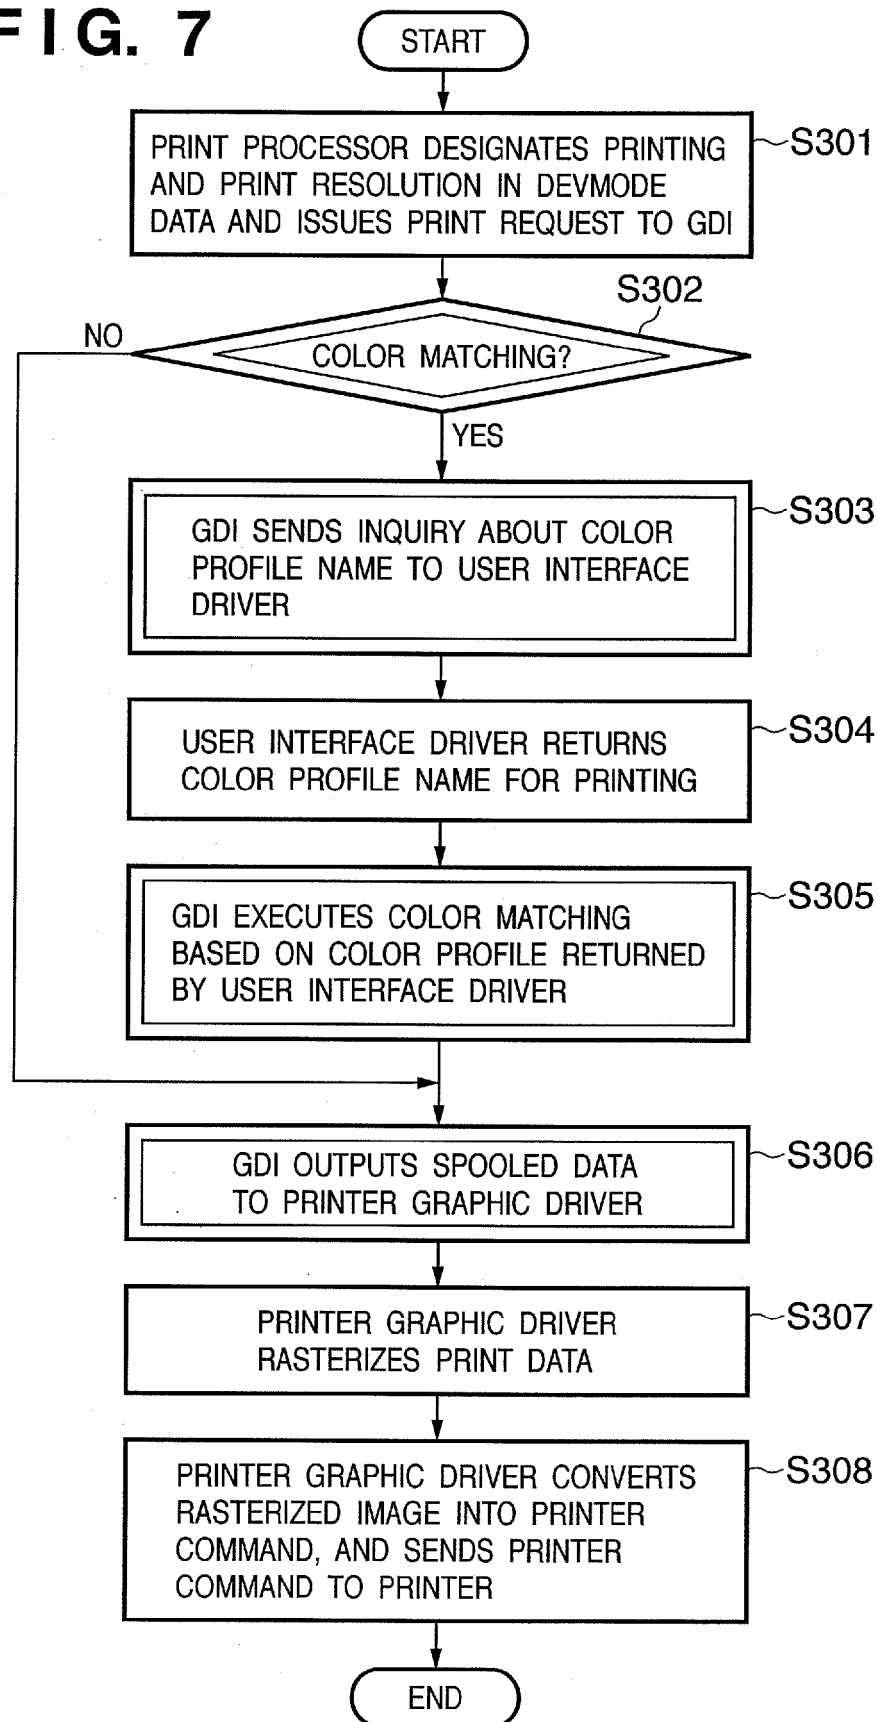 FIG. 7
START
PRINT PROCESSOR DESIGNATES PRINTING
AND PRINT RESOLUTION IN DEVMODE
DATA AND ISSUES PRINT REQUEST TO GDI
S301
S302
NO
COLOR MATCHING?
YES
GDI SENDS INQUIRY ABOUT COLOR
PROFILE NAME TO USER INTERFACE
DRIVER
S303
USER INTERFACE DRIVER RETURNS
COLOR PROFILE NAME FOR PRINTING
S304
GDI EXECUTES COLOR MATCHING
BASED ON COLOR PROFILE RETURNED
BY USER INTERFACE DRIVER
S305
GDI OUTPUTS SPOOLED DATA
TO PRINTER GRAPHIC DRIVER
S306
PRINTER GRAPHIC DRIVER
RASTERIZES PRINT DATA
S307
PRINTER GRAPHIC DRIVER CONVERTS
RASTERIZED IMAGE INTO PRINTER
COMMAND, AND SENDS PRINTER
COMMAND TO PRINTER
S308
END